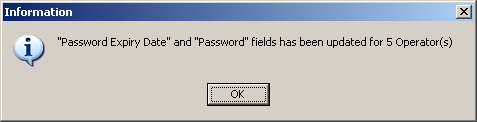 Information
"Password Expiry Date" and "Password" fields has been updated for 5 Operator(s)
OK